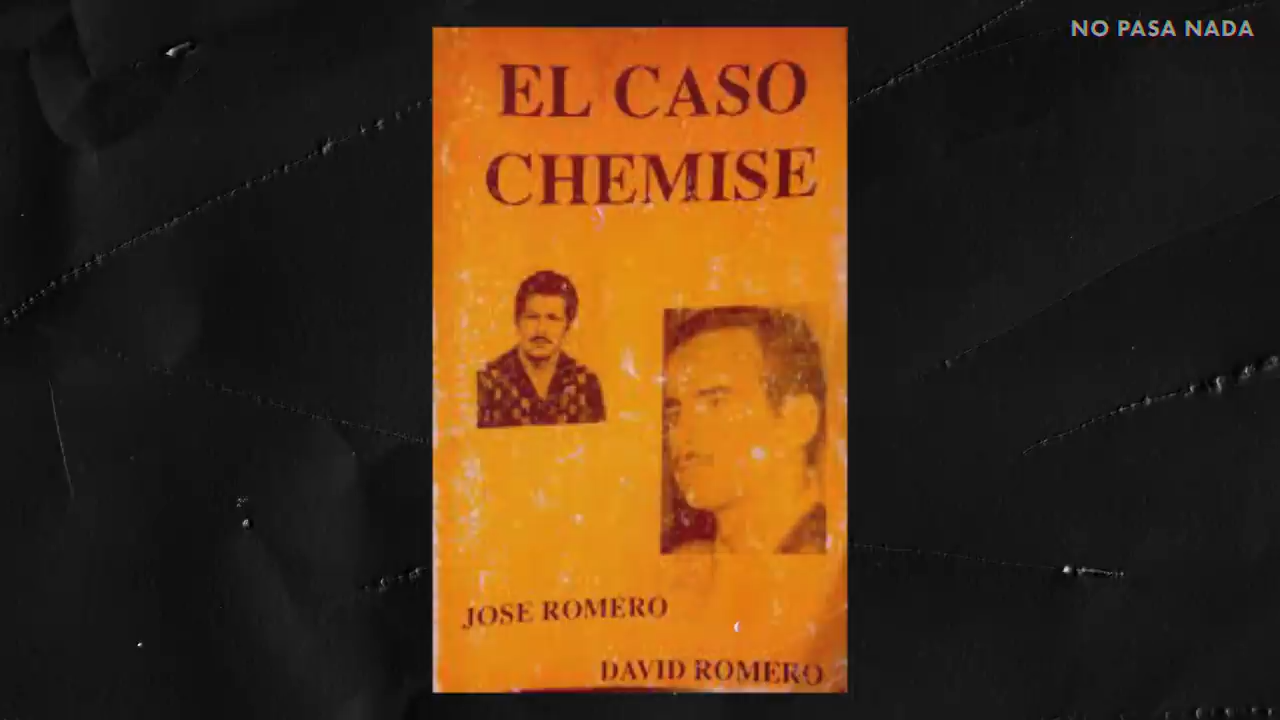 NO PASA NADA
EL CASO
CHEMISE
JOSE ROMERO
DAVID ROMERO